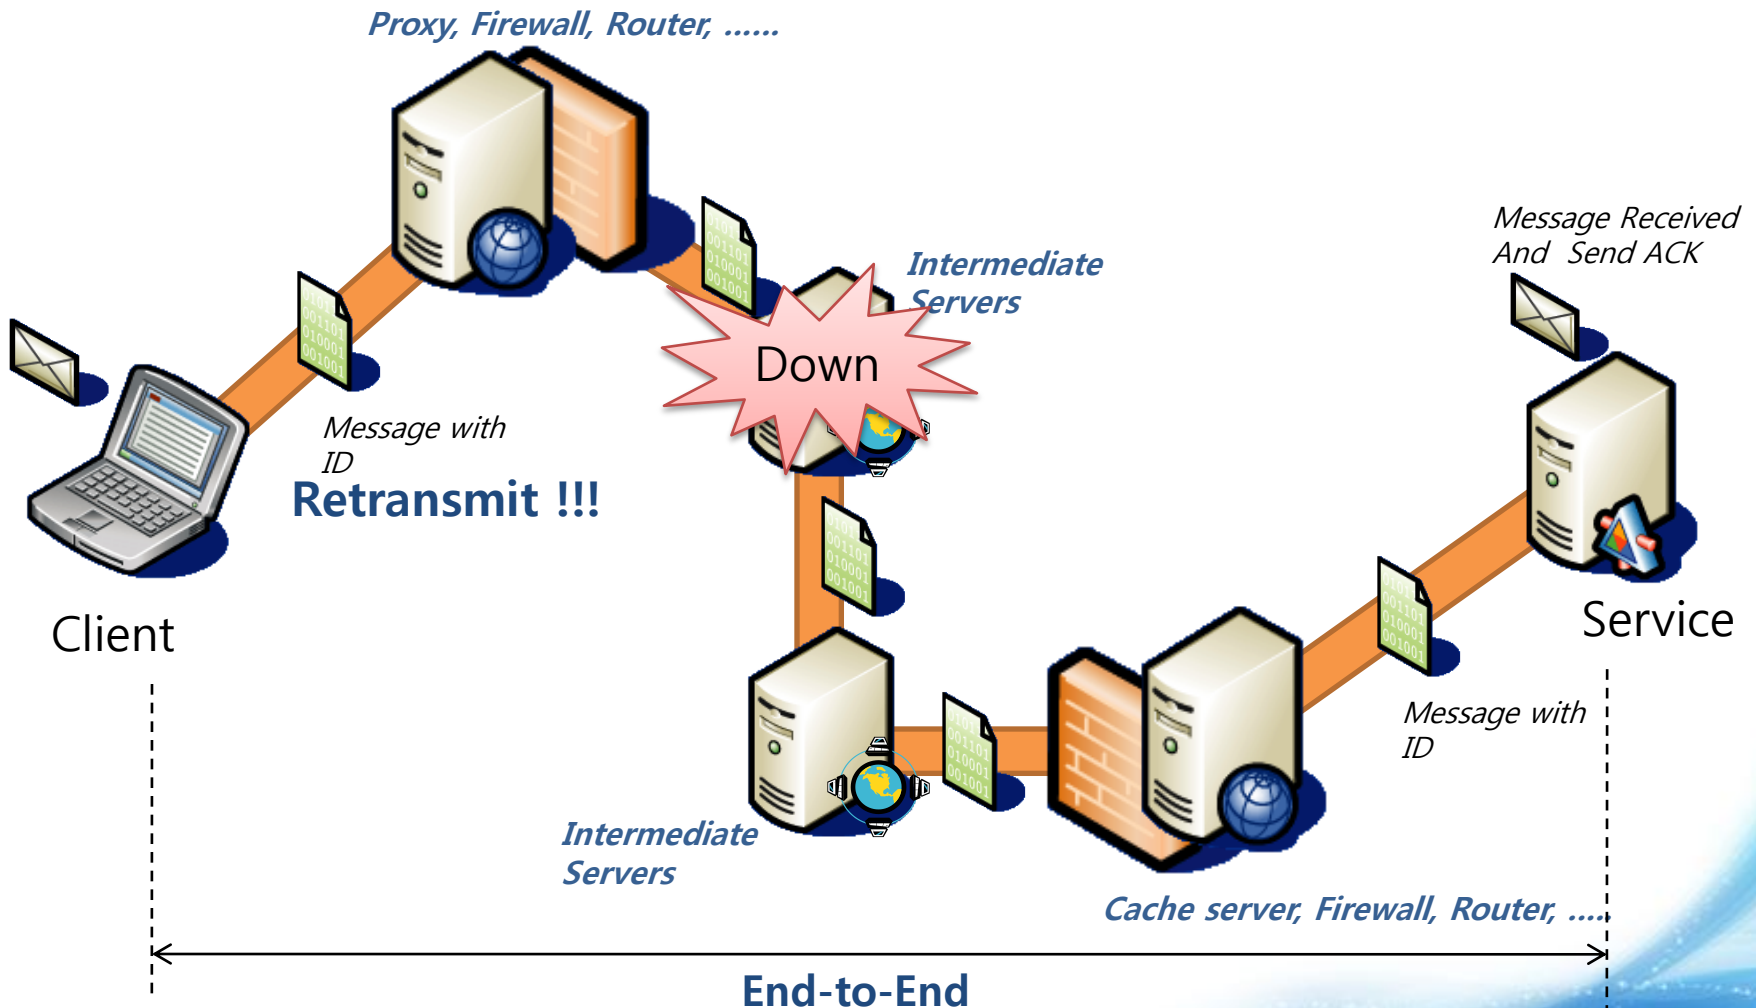 Proxy, Firewall, Router, ......
Message Received
And Send ACK
Intermediate
Servers
Down
Message with
ID
Retransmit !!!
Client
Service
Message with
ID
Intermediate
Servers
Cache server, Firewall, Router, .....
End-to-End